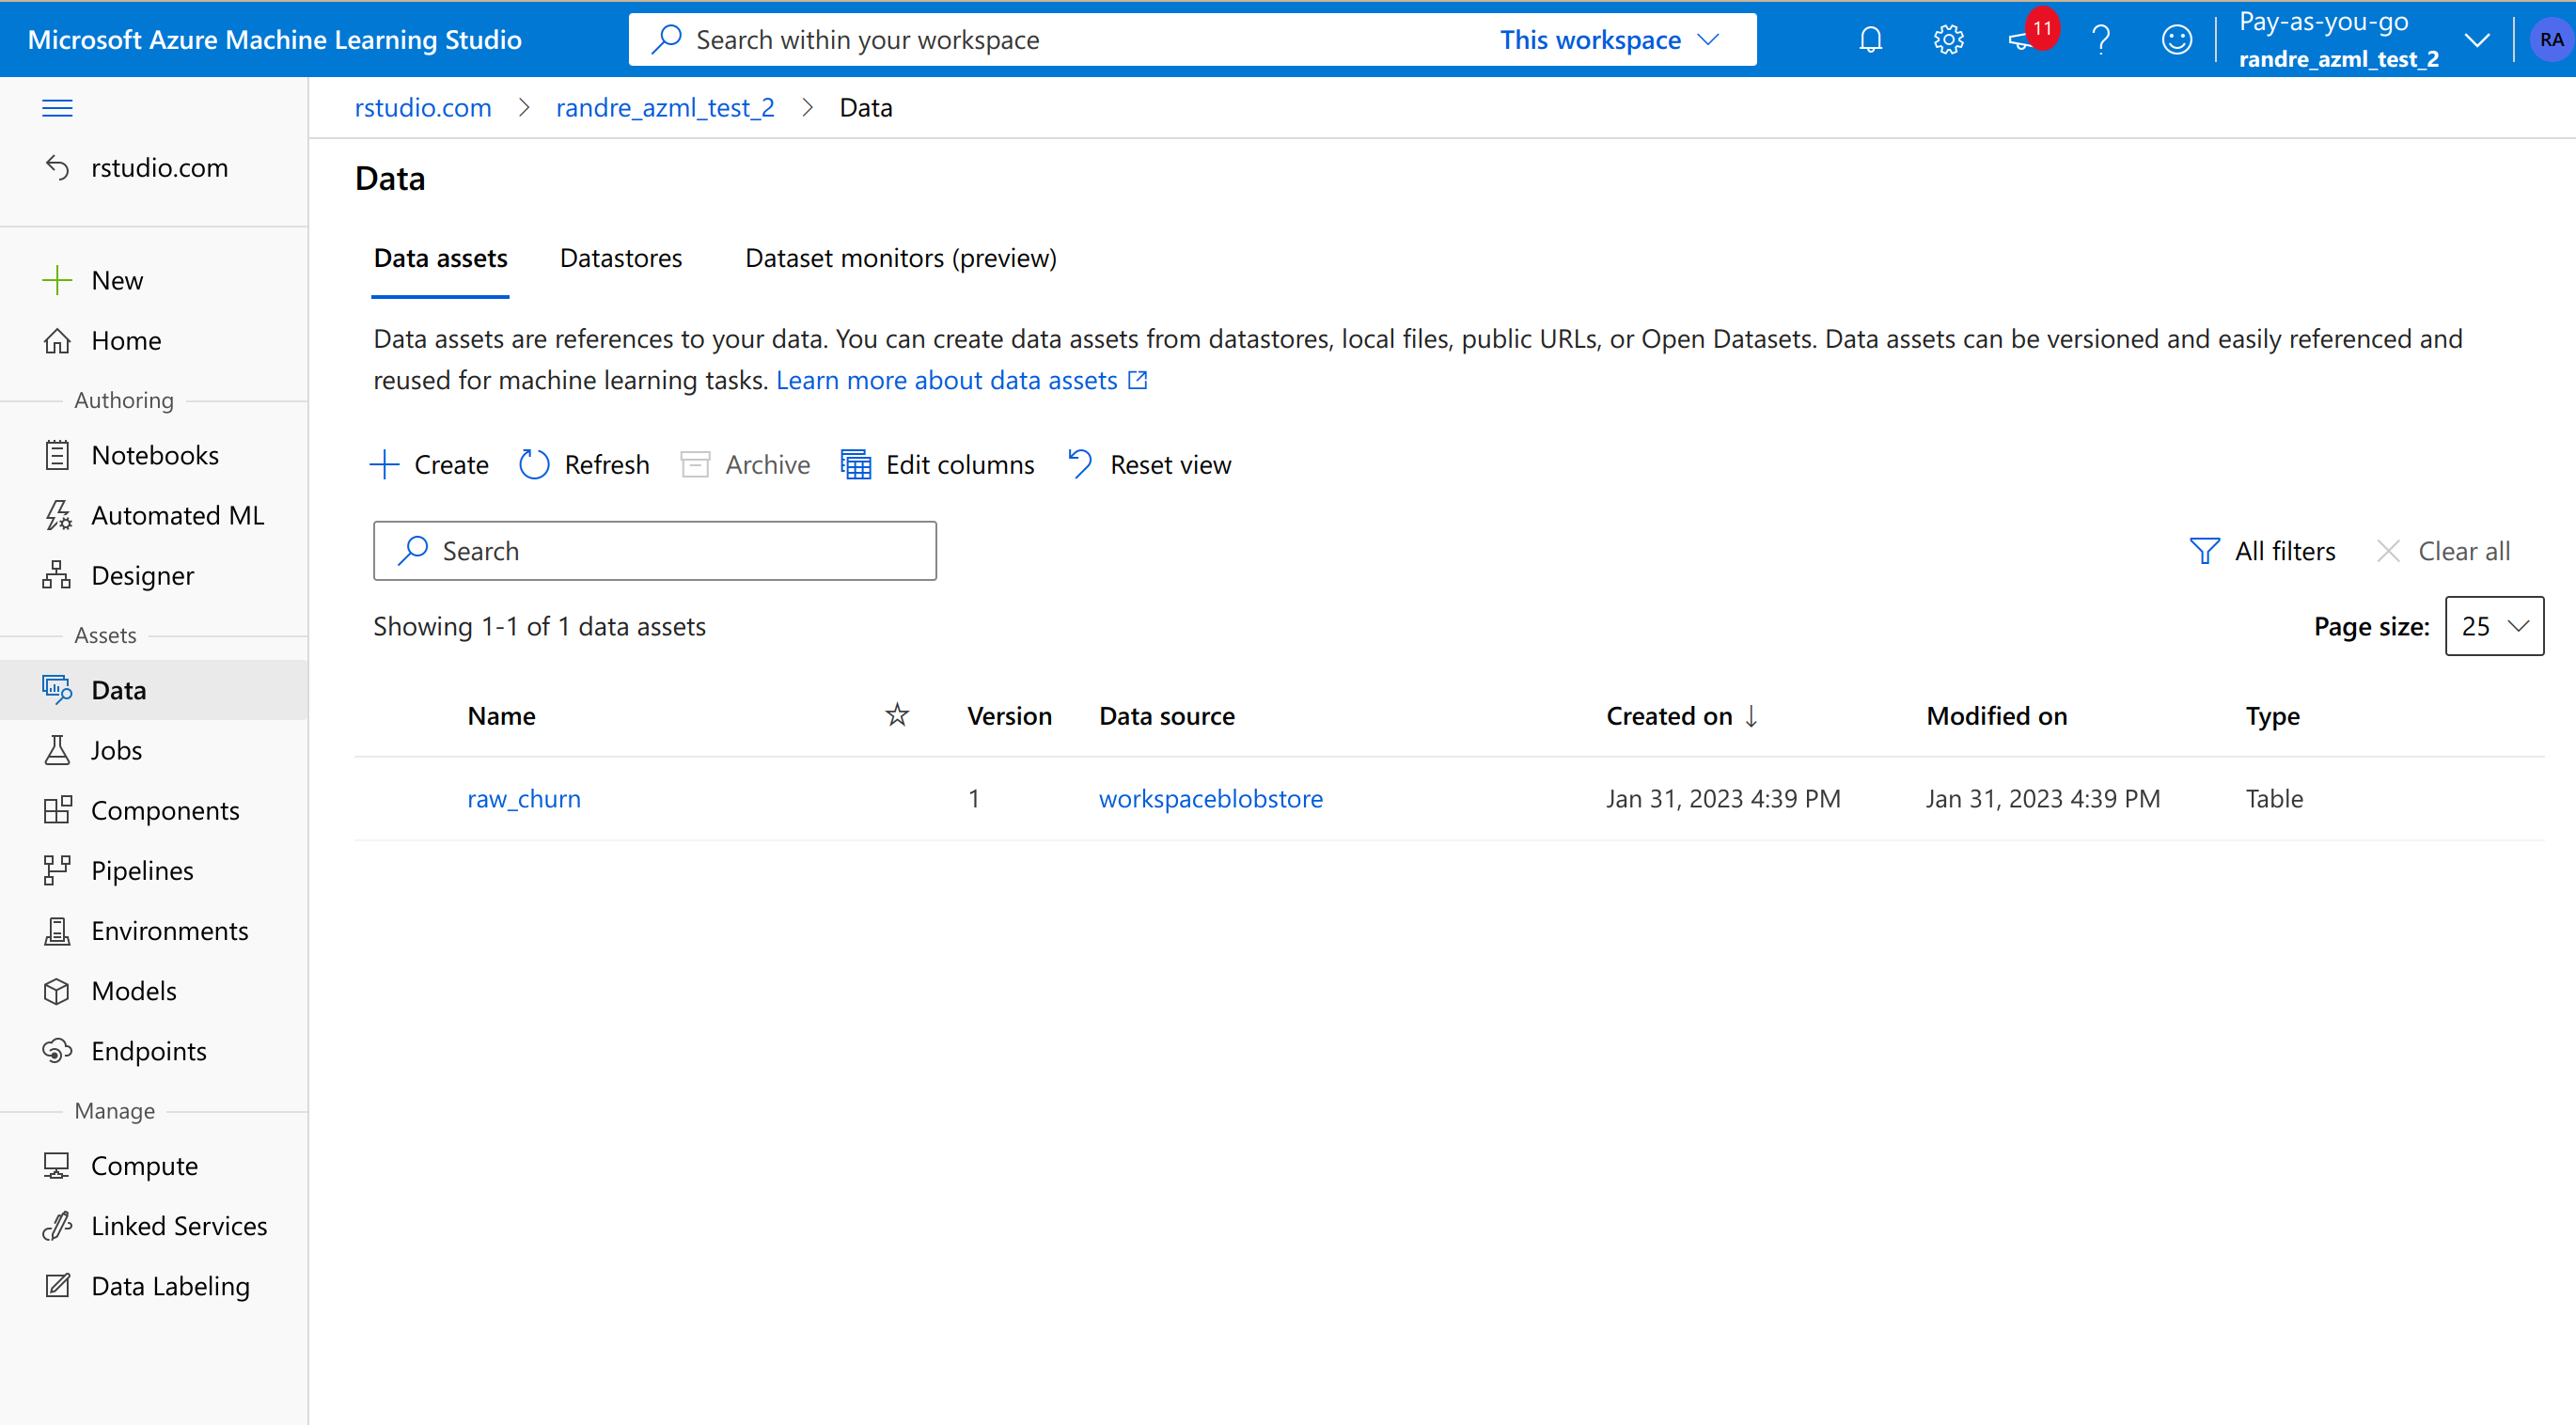 Microsoft Azure Machine Learning Studio
Search within your workspace
This workspace
11
Pay-as-you-go
randre_azml_test_2
RA
rstudio.com
New
Home
Authoring
Notebooks
Automated ML
Designer
Assets
Data
Jobs
Components
Pipelines
Environments
Models
Endpoints
Manage
Compute
Linked Services
Data Labeling
rstudio.com > randre_azml_test_2 > Data
Data
Data assets Datastores Dataset monitors (preview)
Data assets are references to your data. You can create data assets from datastores, local files, public URLs, or Open Datasets. Data assets can be versioned and easily referenced and
reused for machine learning tasks. Learn more about data assets
Create Refresh Archive Edit columns Reset view
Search
All filters Clear all
Showing 1-1 of 1 data assets
Page size: 25
Name Version Data source Created on ↓ Modified on Type
raw_churn 1 workspaceblobstore Jan 31, 2023 4:39 PM Jan 31, 2023 4:39 PM Table